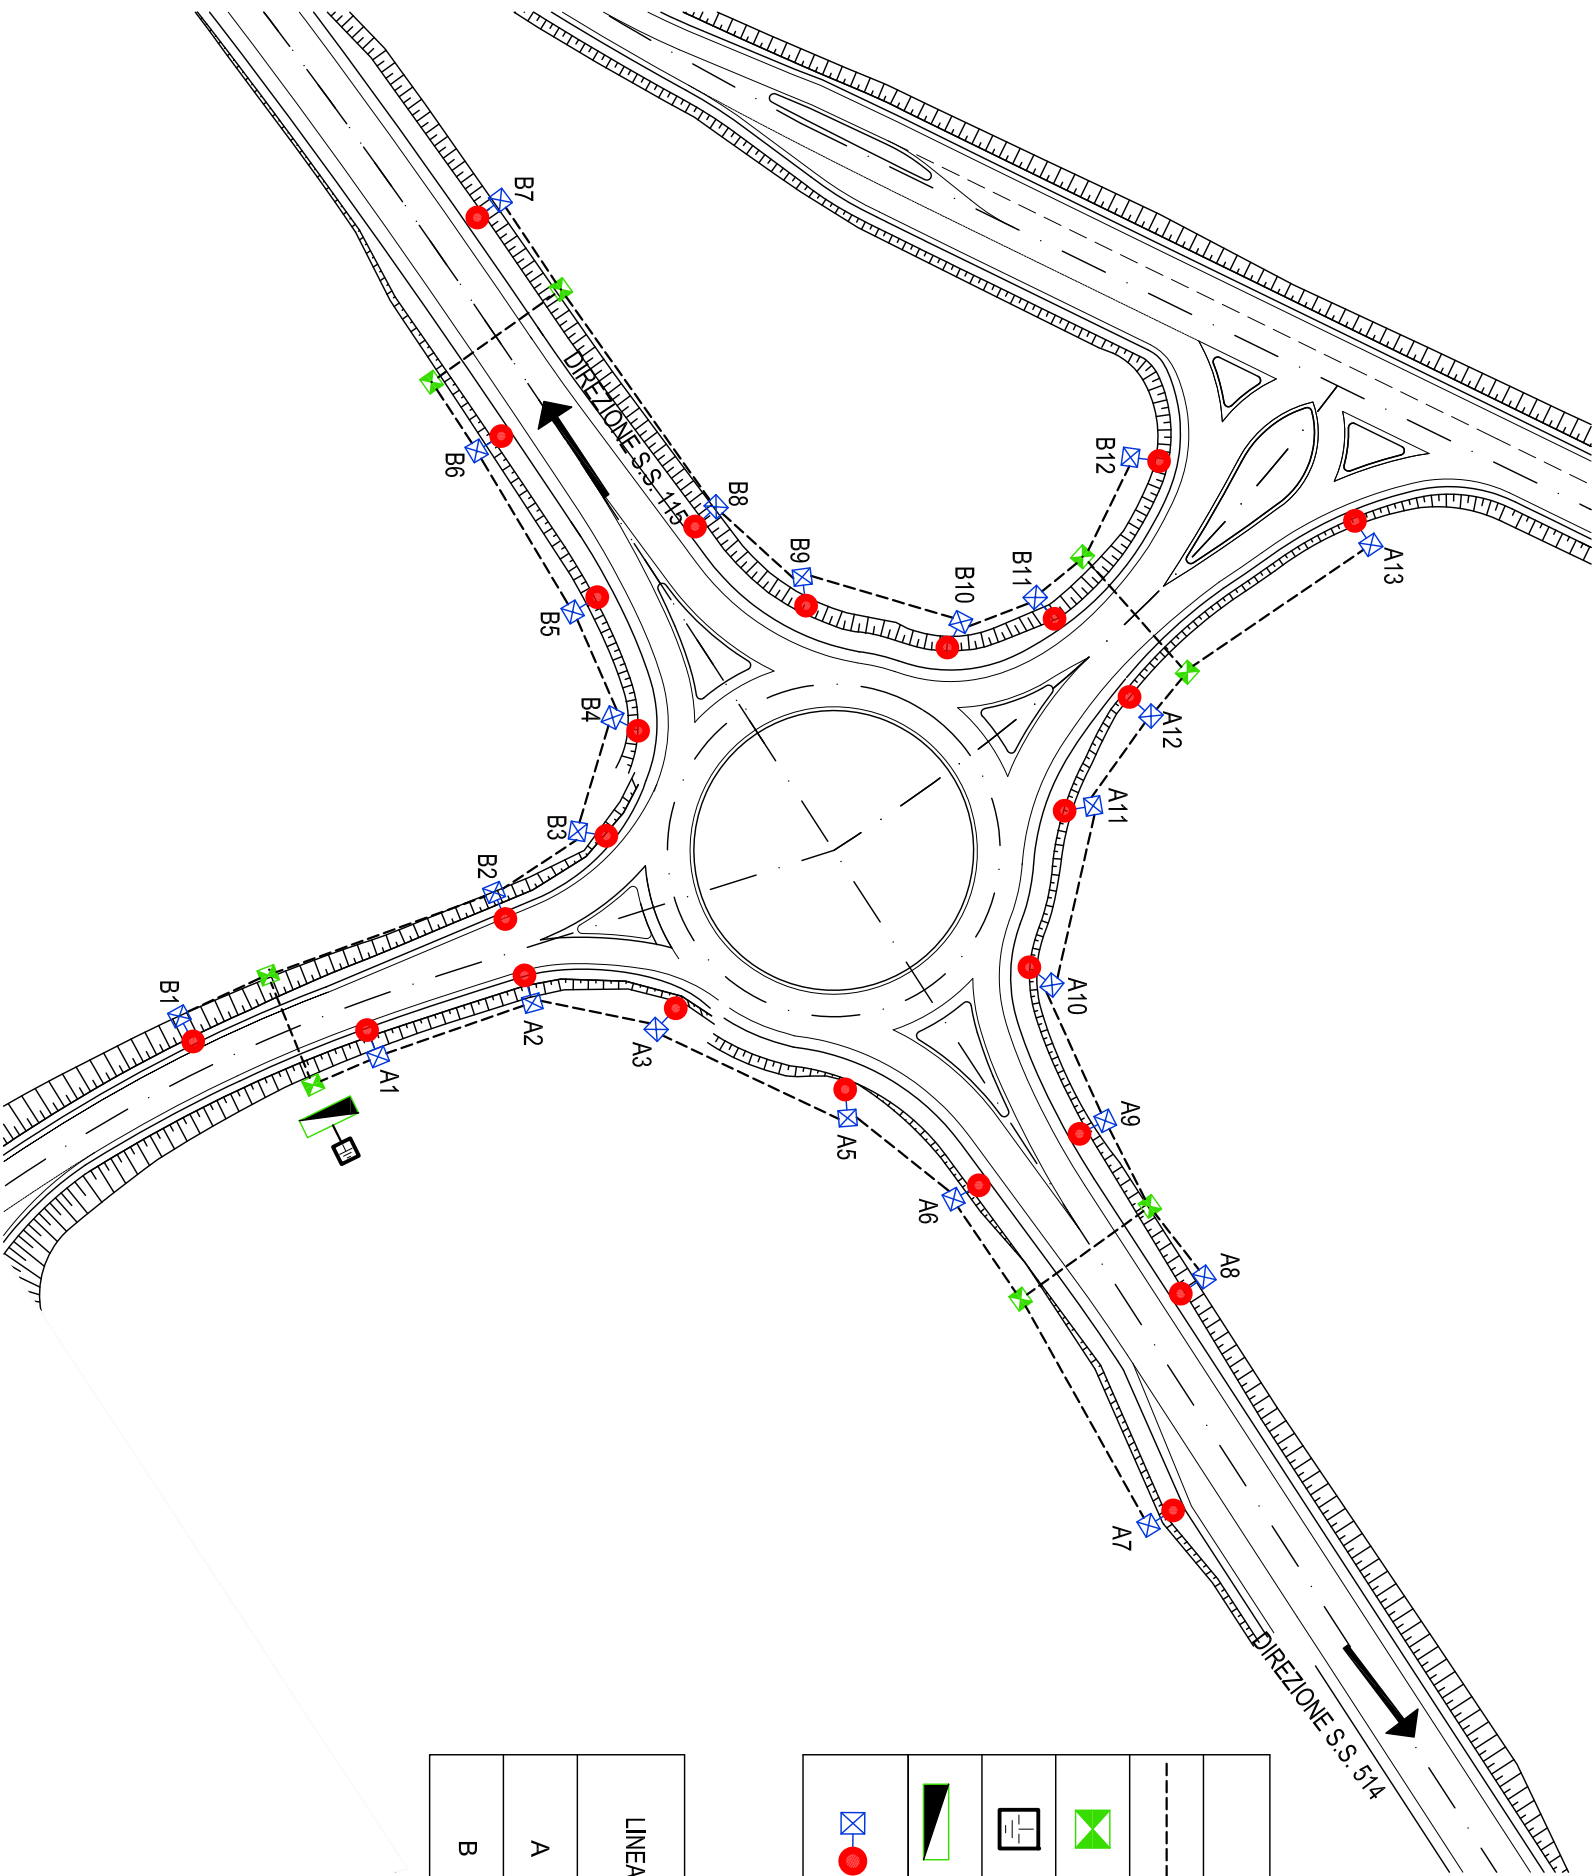 B7
DIREZIONE S.S. 115
B6
B8
B12
B9
B11
B10
A13
B5
B4
A12
A11
B3
B2
A10
B1
A2
A3
A1
A5
A9
A6
A8
A7
DIREZIONE S.S. 514
LINEA
A
B